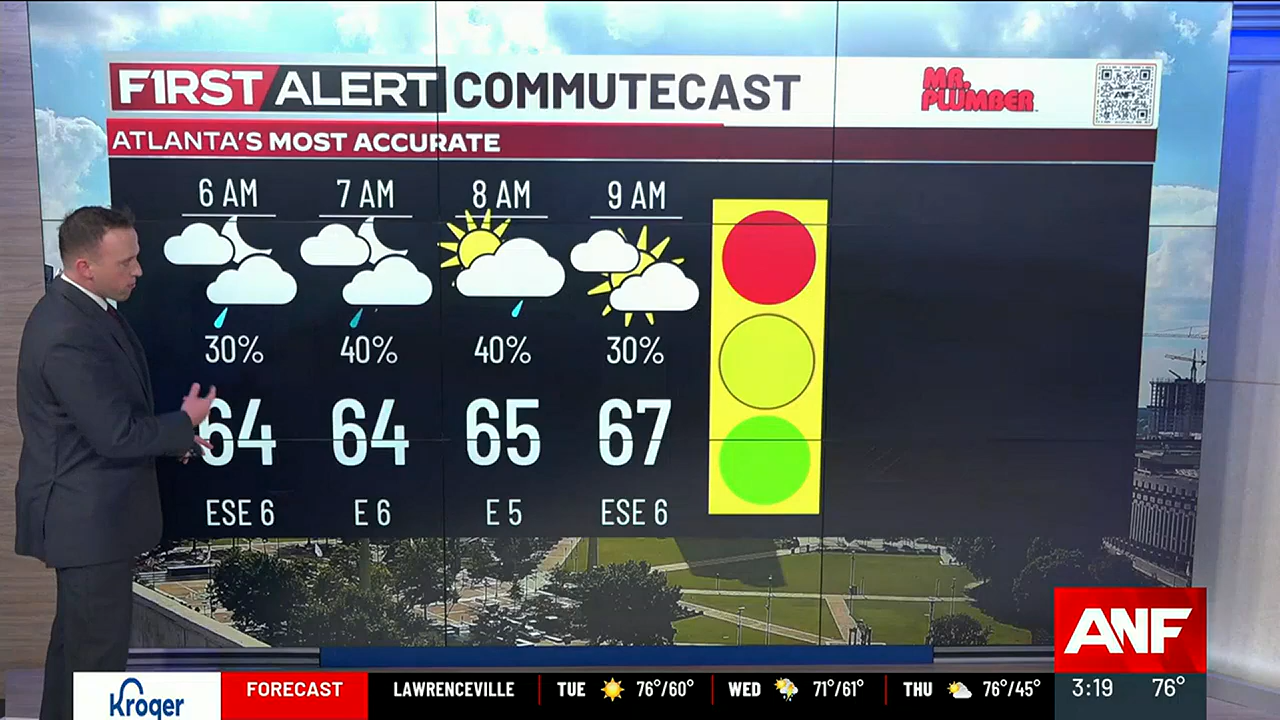 F1RST ALERT COMMUTECAST
MR. PLUMBER
ANF
ATLANTA'S MOST ACCURATE
6 AM 7 AM 8 AM 9 AM
30% 40% 40% 30%
64 64 65 67
ESE 6 E 6 E 5 ESE 6
ANF
Kroger
FORECAST LAWRENCEVILLE TUE 76°/60° WED 71°/61° THU 76°/45°
3:19 76°